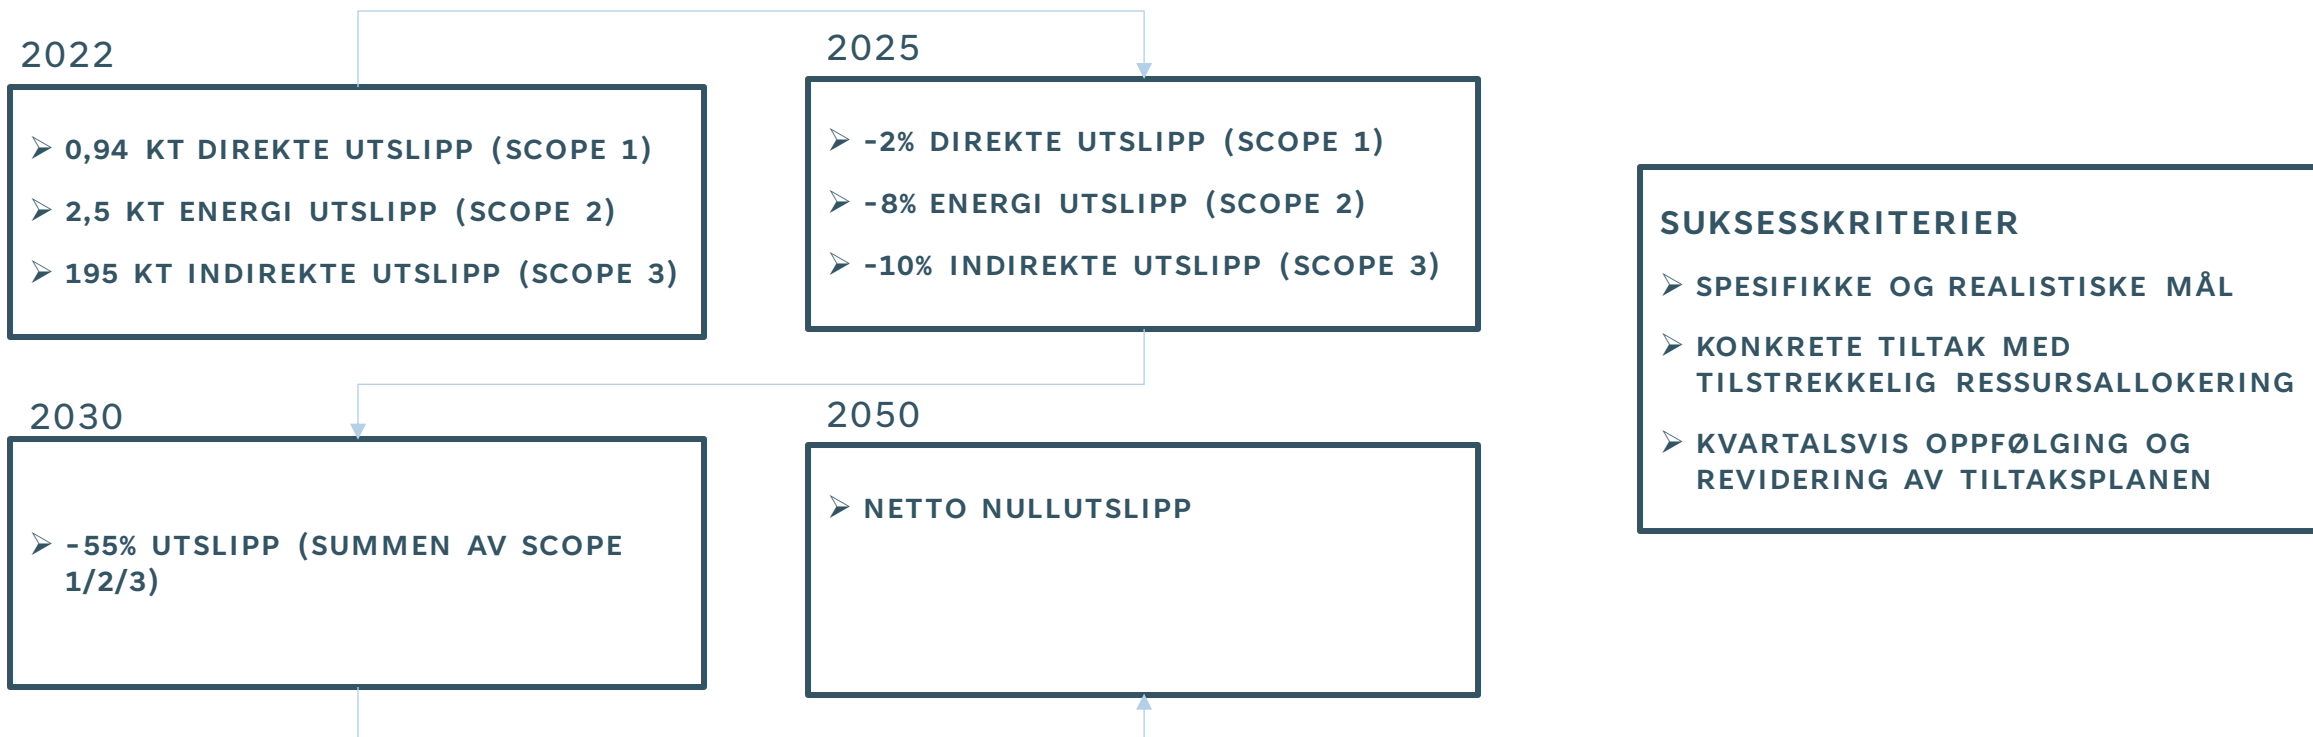 2022
➢ 0,94 KT DIREKTE UTSLIPP (SCOPE 1)
➢ 2,5 KT ENERGI UTSLIPP (SCOPE 2)
➢ 195 KT INDIREKTE UTSLIPP (SCOPE 3)
2025
➢ -2% DIREKTE UTSLIPP (SCOPE 1)
➢ -8% ENERGI UTSLIPP (SCOPE 2)
➢ -10% INDIREKTE UTSLIPP (SCOPE 3)
2030
➢ -55% UTSLIPP (SUMMEN AV SCOPE
1/2/3)
2050
➢ NETTO NULLUTSLIPP
SUKSESSKRITERIER
➢ SPESIFIKKE OG REALISTISKE MÅL
➢ KONKRETE TILTAK MED
TILSTREKKELIG RESSURSALLOKERING
➢ KVARTALSVIS OPPFØLGING OG
REVIDERING AV TILTAKSPLANEN